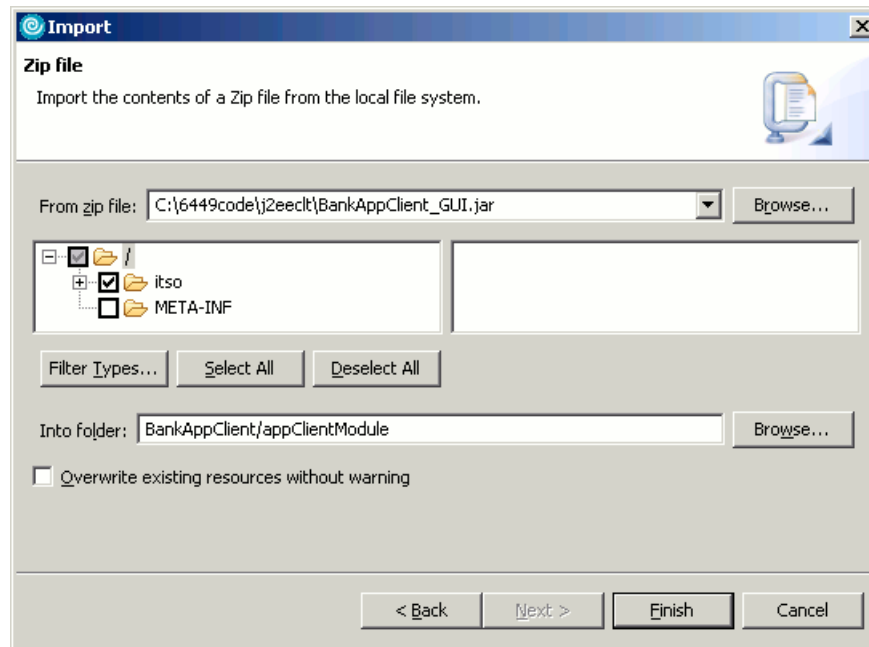 Import
Zip file
Import the contents of a Zip file from the local file system.
From zip file: C:\6449code\j2eeclt\BankAppClient_GUI.jar Browse...
/
itso
META-INF
Filter Types... Select All Deselect All
Into folder: BankAppClient/appClientModule Browse...
Overwrite existing resources without warning
< Back Next > Finish Cancel